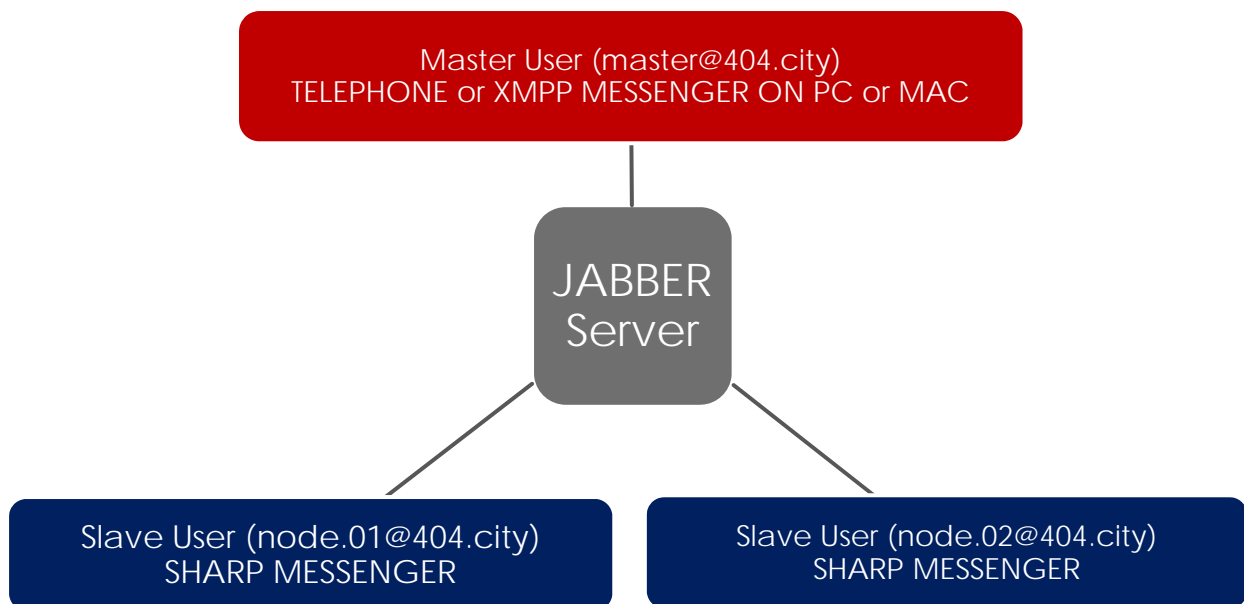 Master User (master@404.city)
TELEPHONE or XMPP MESSENGER ON PC or MAC
JABBER
Server
Slave User (node.01@404.city)
SHARP MESSENGER
Slave User (node.02@404.city)
SHARP MESSENGER